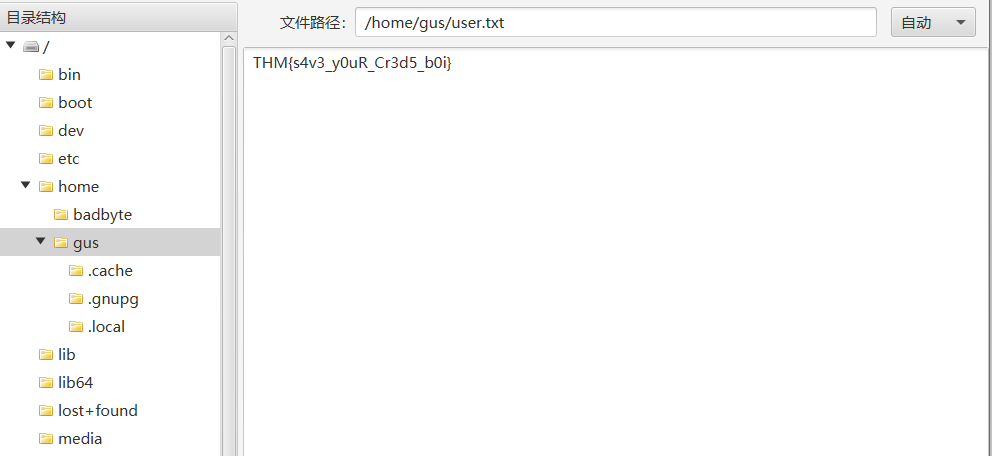 目录结构
/
bin
boot
dev
etc
home
badbyte
gus
.cache
.gnupg
.local
lib
lib64
lost+found
media
文件路径： /home/gus/user.txt 自动
THM{s4v3_y0uR_Cr3d5_b0i}